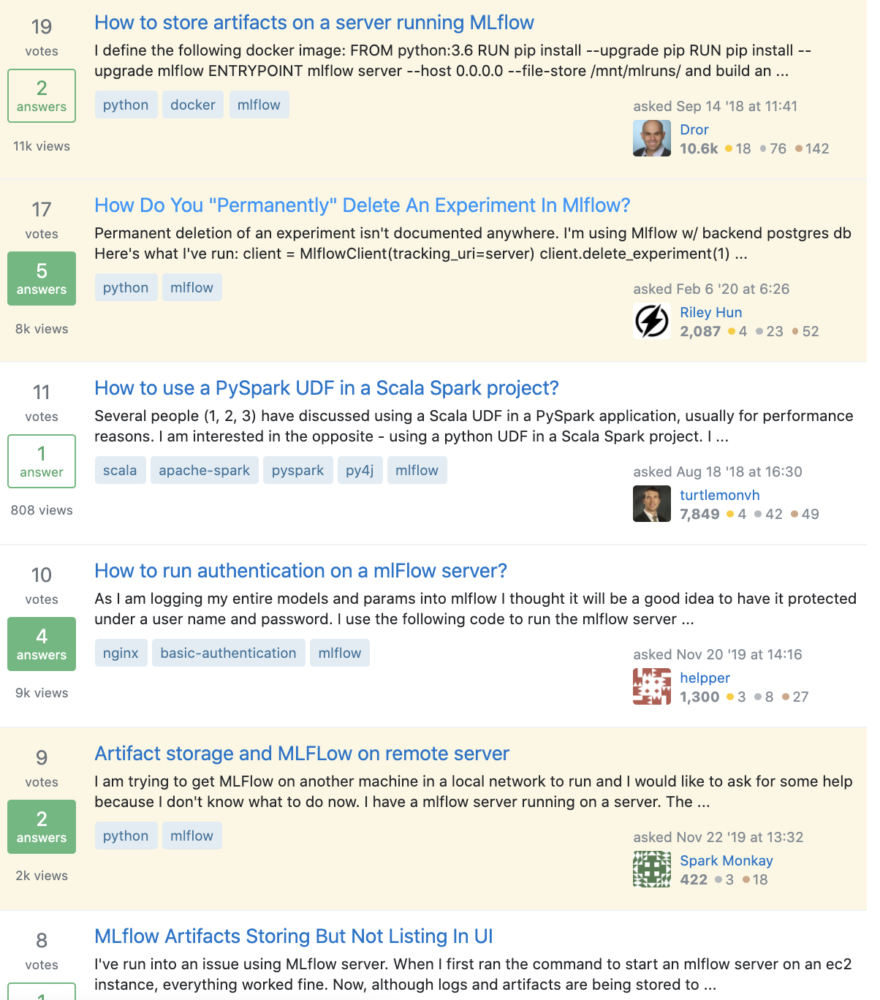 19
votes
2
answers
11k views
How to store artifacts on a server running MLflow
I define the following docker image: FROM python:3.6 RUN pip install --upgrade pip RUN pip install --
upgrade mlflow ENTRYPOINT mlflow server --host 0.0.0.0 --file-store /mnt/mlruns/ and build an ...
python docker mlflow
asked Sep 14 '18 at 11:41
Dror
10.6k 18 76 142
17
votes
5
answers
8k views
How Do You "Permanently" Delete An Experiment In Mlflow?
Permanent deletion of an experiment isn't documented anywhere. I'm using Mlflow w/ backend postgres db
Here's what I've run: client = MlflowClient(tracking_uri=server) client.delete_experiment(1) ...
python mlflow
asked Feb 6 '20 at 6:26
Riley Hun
2,087 4 23 52
11
votes
1
answer
808 views
How to use a PySpark UDF in a Scala Spark project?
Several people (1, 2, 3) have discussed using a Scala UDF in a PySpark application, usually for performance
reasons. I am interested in the opposite - using a python UDF in a Scala Spark project. I ...
scala apache-spark pyspark py4j mlflow
asked Aug 18 '18 at 16:30
turtlemonvh
7,849 4 42 49
10
votes
4
answers
9k views
How to run authentication on a mlFlow server?
As I am logging my entire models and params into mlflow I thought it will be a good idea to have it protected
under a user name and password. I use the following code to run the mlflow server ...
nginx basic-authentication mlflow
asked Nov 20 '19 at 14:16
helpper
1,300 3 8 27
9
votes
2
answers
2k views
Artifact storage and MLFLow on remote server
I am trying to get MLFlow on another machine in a local network to run and I would like to ask for some help
because I don't know what to do now. I have a mlflow server running on a server. The ...
python mlflow
asked Nov 22 '19 at 13:32
Spark Monkay
422 3 18
8
votes
MLflow Artifacts Storing But Not Listing In UI
I've run into an issue using MLflow server. When I first ran the command to start an mlflow server on an ec2
instance, everything worked fine. Now, although logs and artifacts are being stored to ...